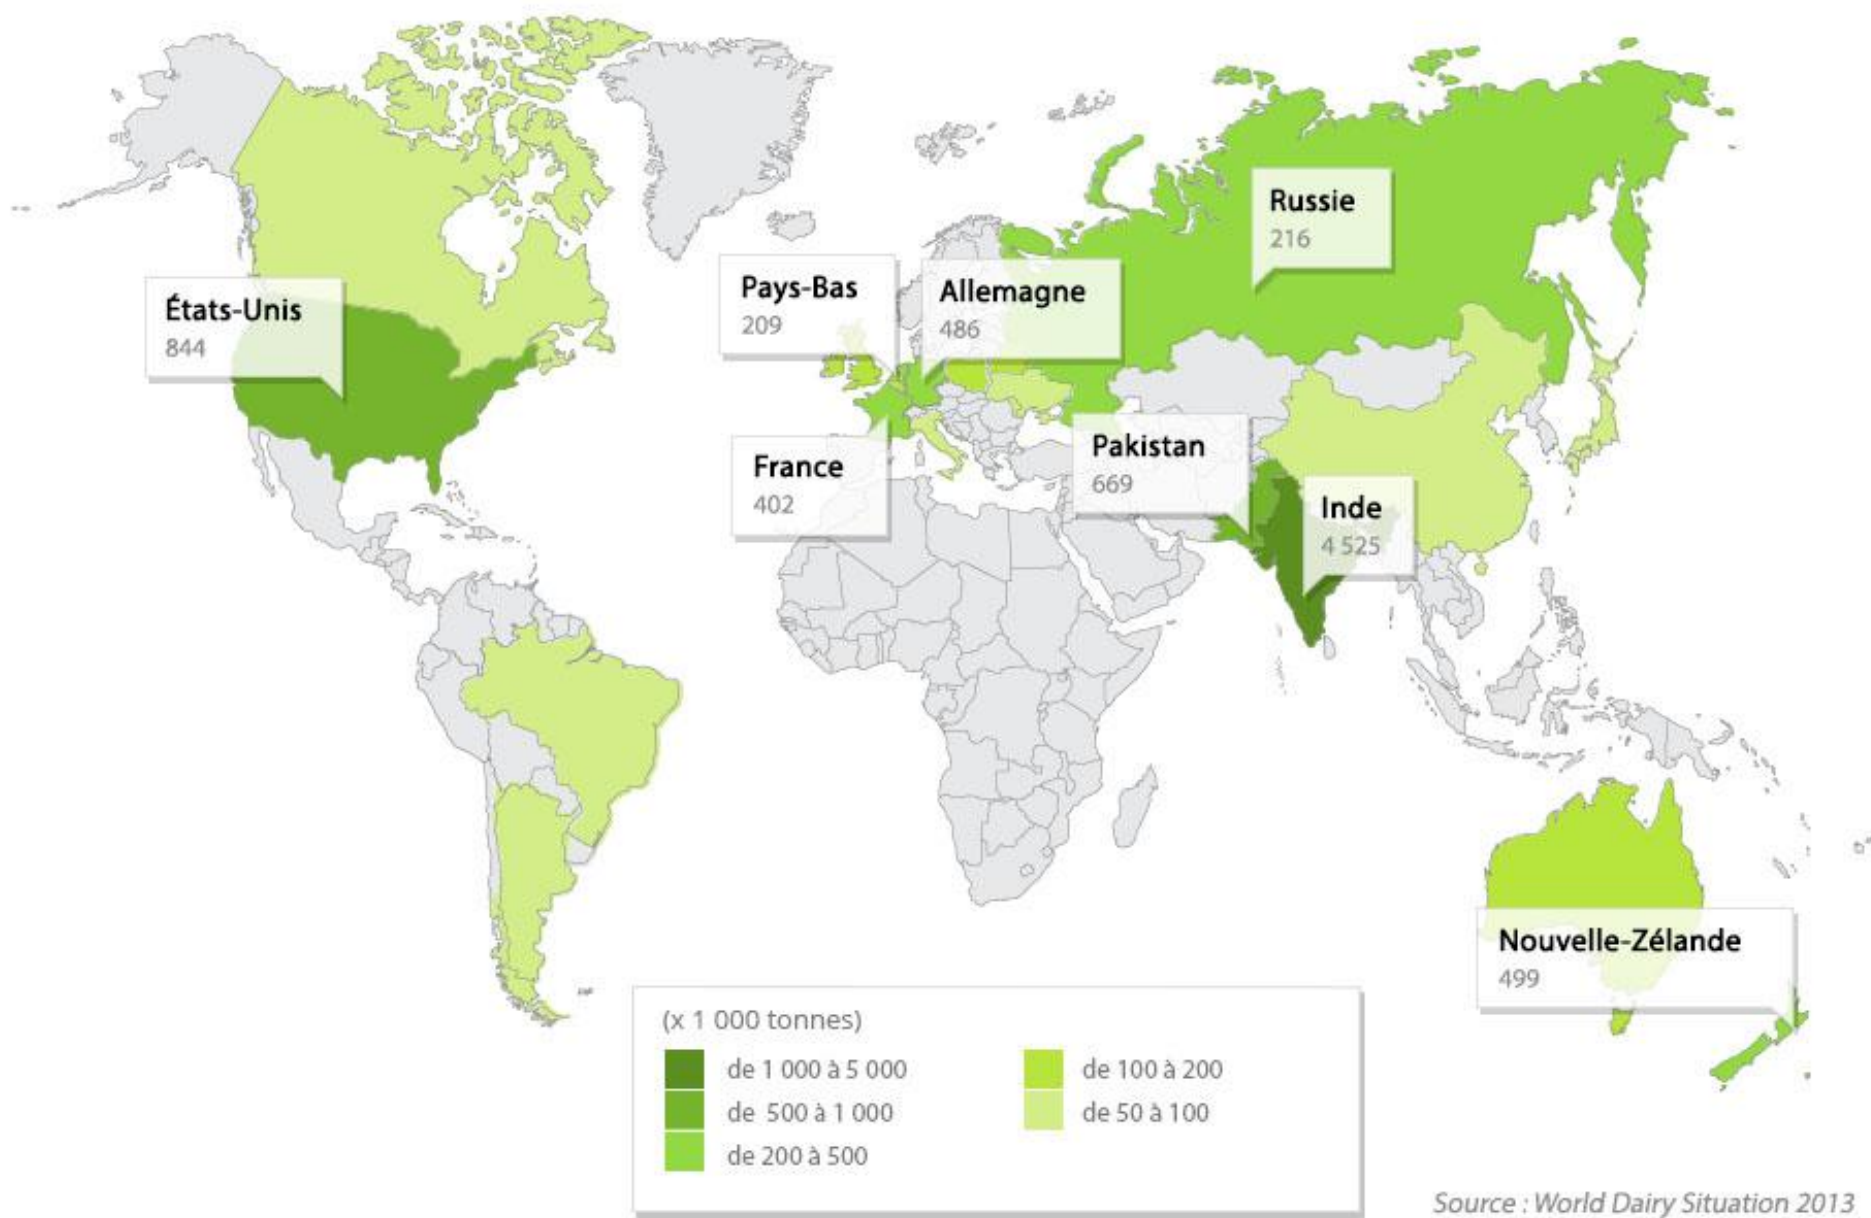 Russie
216
Pays-Bas
209
Allemagne
486
États-Unis
844
France
402
Pakistan
669
Inde
4 525
Nouvelle-Zélande
499
(x 1 000 tonnes)
de 1 000 à 5 000
de 500 à 1 000
de 200 à 500
de 100 à 200
de 50 à 100
Source : World Dairy Situation 2013